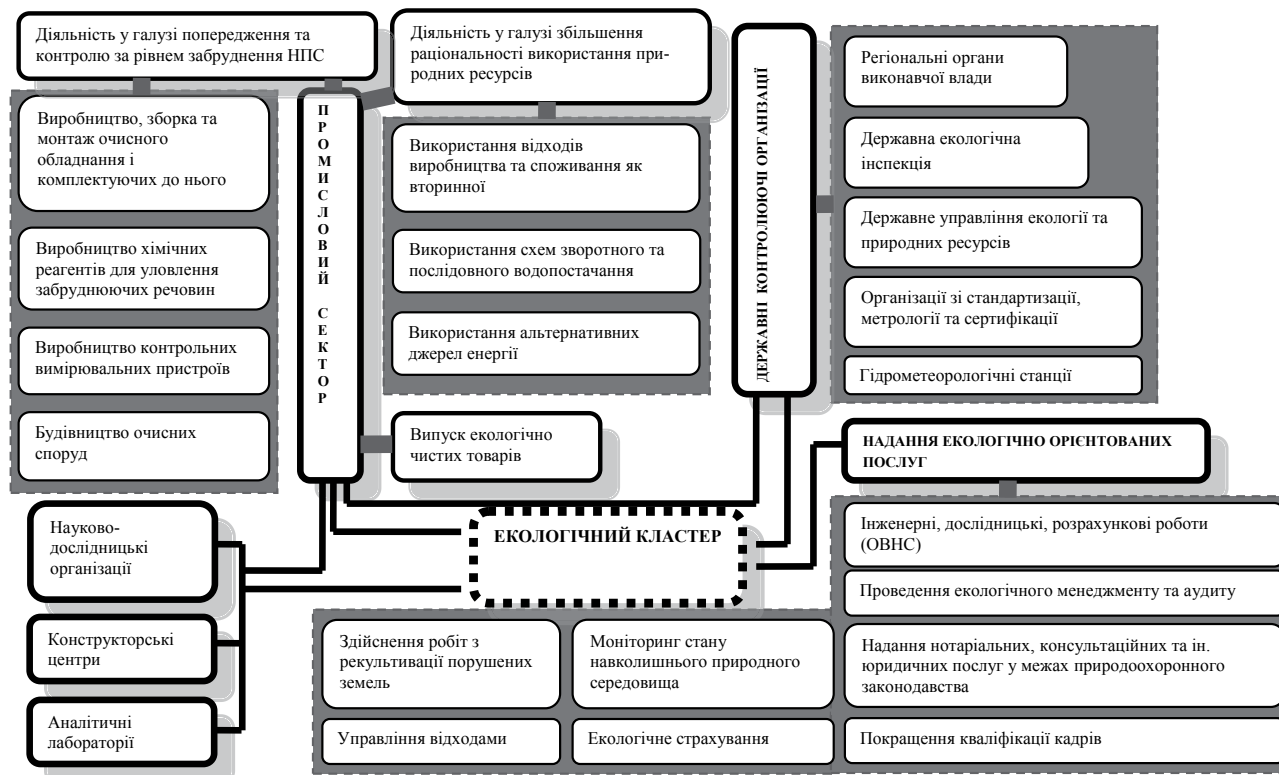 Діяльність у галузі попередження та
контролю за рівнем забруднення НПС
Виробництво, зборка та
монтаж очисного
обладнання і
комплектуючих до нього
Виробництво хімічних
реагентів для уловлення
забруднюючих речовин
Виробництво контрольних
вимірювальних пристроїв
Будівництво очисних
споруд
ПРОМИСЛОВИЙ СЕКТОР
Діяльність у галузі збільшення
раціональності використання при-
родних ресурсів
Використання відходів
виробництва та споживання як
вторинної
Використання схем зворотного та
послідовного водопостачання
Використання альтернативних
джерел енергії
Випуск екологічно
чистих товарів
ДЕРЖАВНІ КОНТРОЛЮЮЧІ ОРГАНІЗАЦІЇ
Регіональні органи
виконавчої влади
Державна екологічна
інспекція
Державне управління екології та
природних ресурсів
Організації зі стандартизації,
метрології та сертифікації
Гідрометеорологічні станції
НАДАННЯ ЕКОЛОГІЧНО ОРІЄНТОВАНИХ
ПОСЛУГ
Науково-
дослідницькі
організації
Конструкторські
центри
Аналітичні
лабораторії
ЕКОЛОГІЧНИЙ КЛАСТЕР
Інженерні, дослідницькі, розрахункові роботи
(ОВНС)
Проведення екологічного менеджменту та аудиту
Здійснення робіт з
рекультивації порушених
земель
Моніторинг стану
навколишнього природного
середовища
Надання нотаріальних, консультаційних та ін.
юридичних послуг у межах природоохоронного
законодавства
Управління відходами
Екологічне страхування
Покращення кваліфікації кадрів